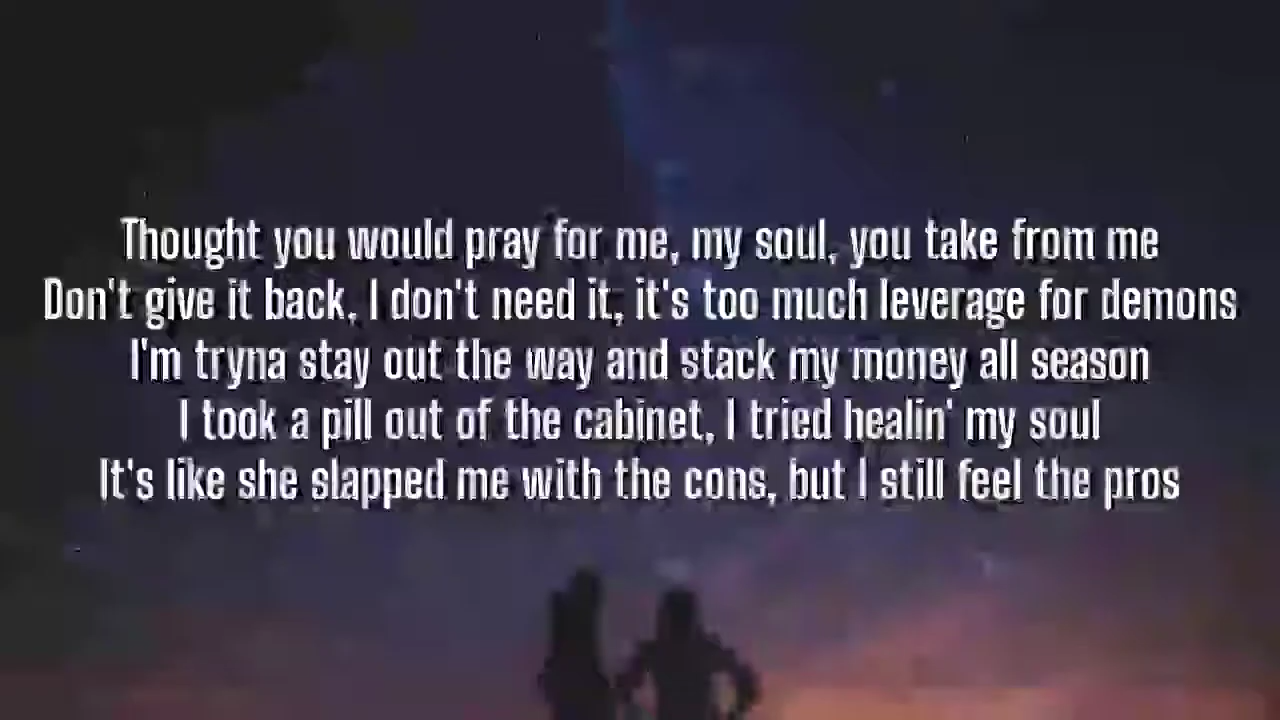 Thought you would pray for me, my soul, you take from me
Don't give it back, I don't need it, it's too much leverage for demons
I'm tryna stay out the way and stack my money all season
I took a pill out of the cabinet, I tried healin' my soul
It's like she slapped me with the cons, but I still feel the pros